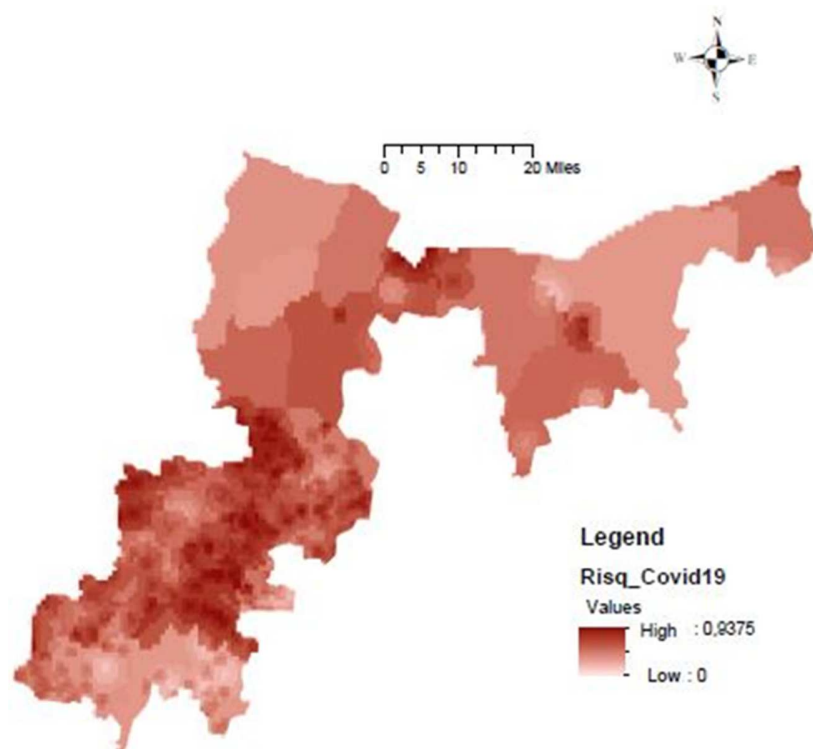 N
W E
S
0 5 10 20 Miles
Legend
Risq_Covid19
Values
High : 0,9375
Low : 0